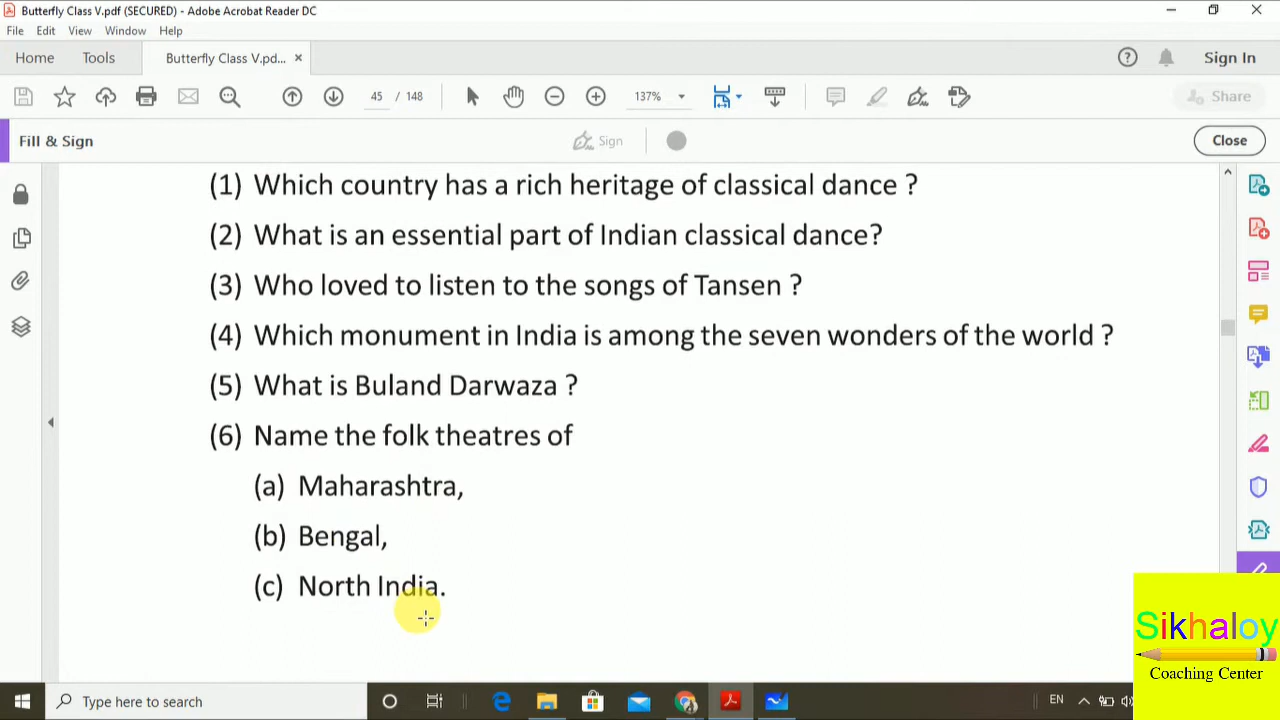 Butterfly Class V.pdf (SECURED) - Adobe Acrobat Reader DC
File Edit View Window Help
Home Tools Butterfly Class V.pd... × Sign In
45 / 148 137% Share
Fill & Sign Sign Close
(1) Which country has a rich heritage of classical dance ?
(2) What is an essential part of Indian classical dance?
(3) Who loved to listen to the songs of Tansen ?
(4) Which monument in India is among the seven wonders of the world ?
(5) What is Buland Darwaza ?
(6) Name the folk theatres of
(a) Maharashtra,
(b) Bengal,
(c) North India.
Sikhaloy
Coaching Center
Type here to search EN